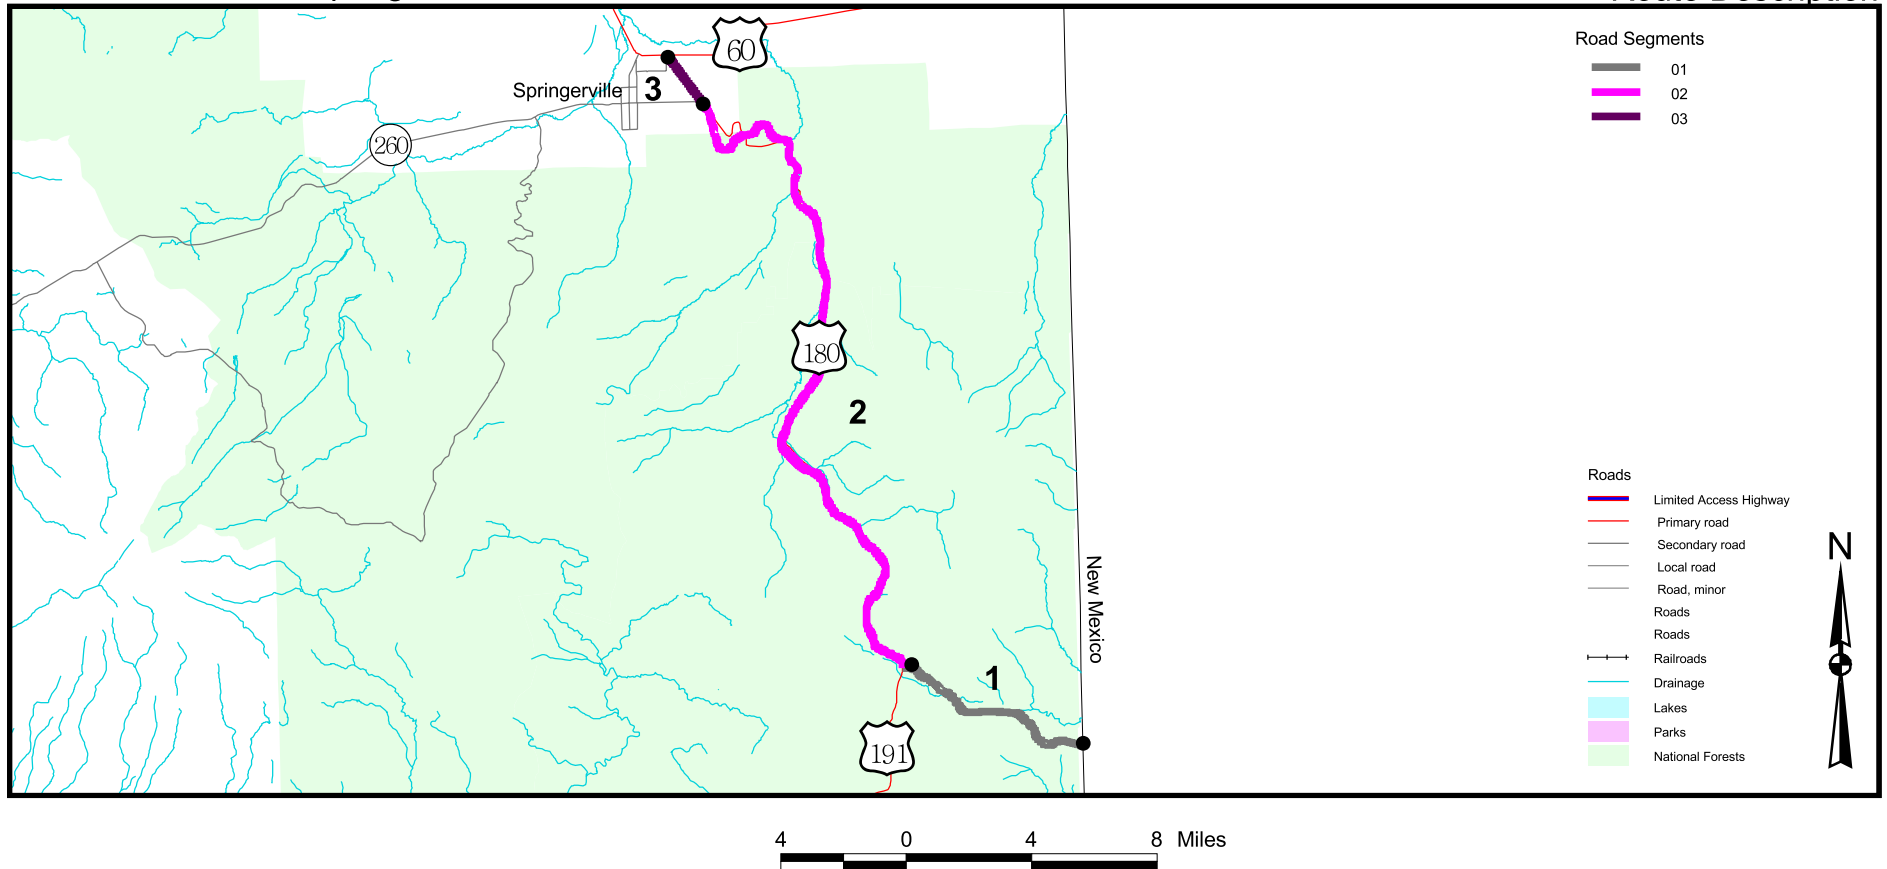 60
Springerville
3
260
180
2
1
191
New Mexico
Road Segments
01
02
03
Roads
Limited Access Highway
Primary road
Secondary road
Local road
Road, minor
Roads
Roads
Railroads
Drainage
Lakes
Parks
National Forests
N
4 0 4 8 Miles